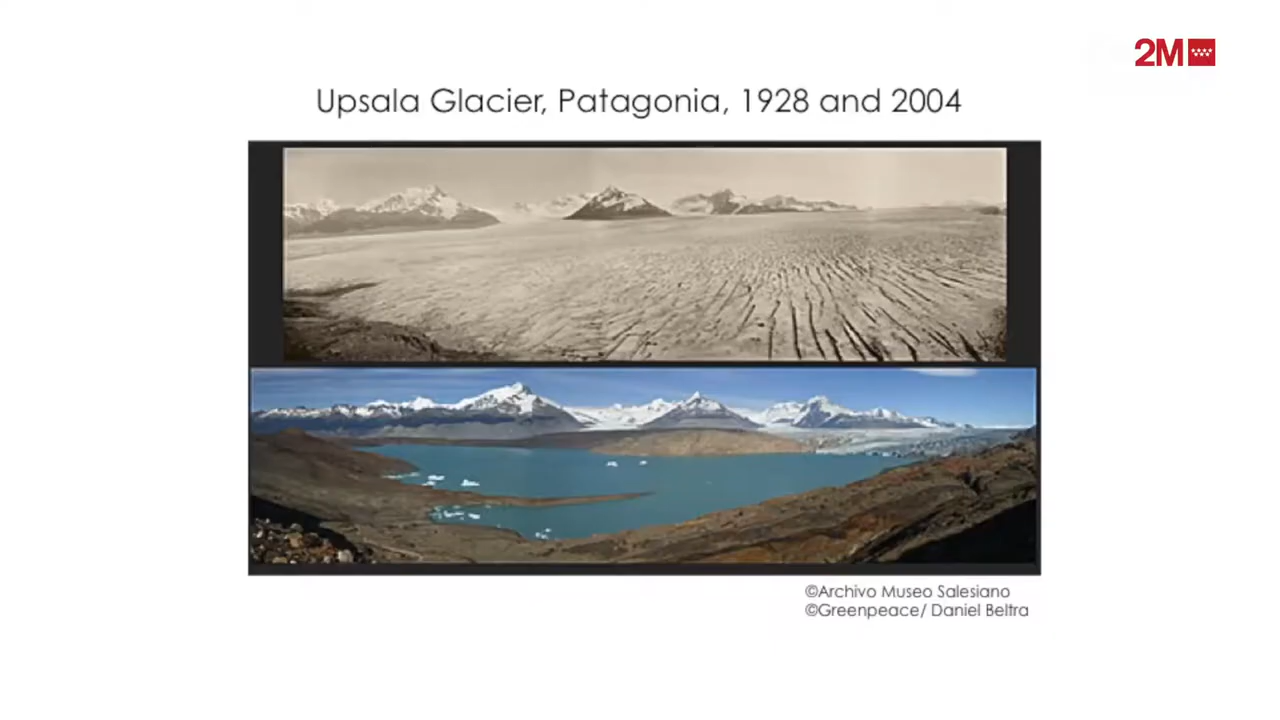 2M
Upsala Glacier, Patagonia, 1928 and 2004
©Archivo Museo Salesiano
©Greenpeace/ Daniel Beltra